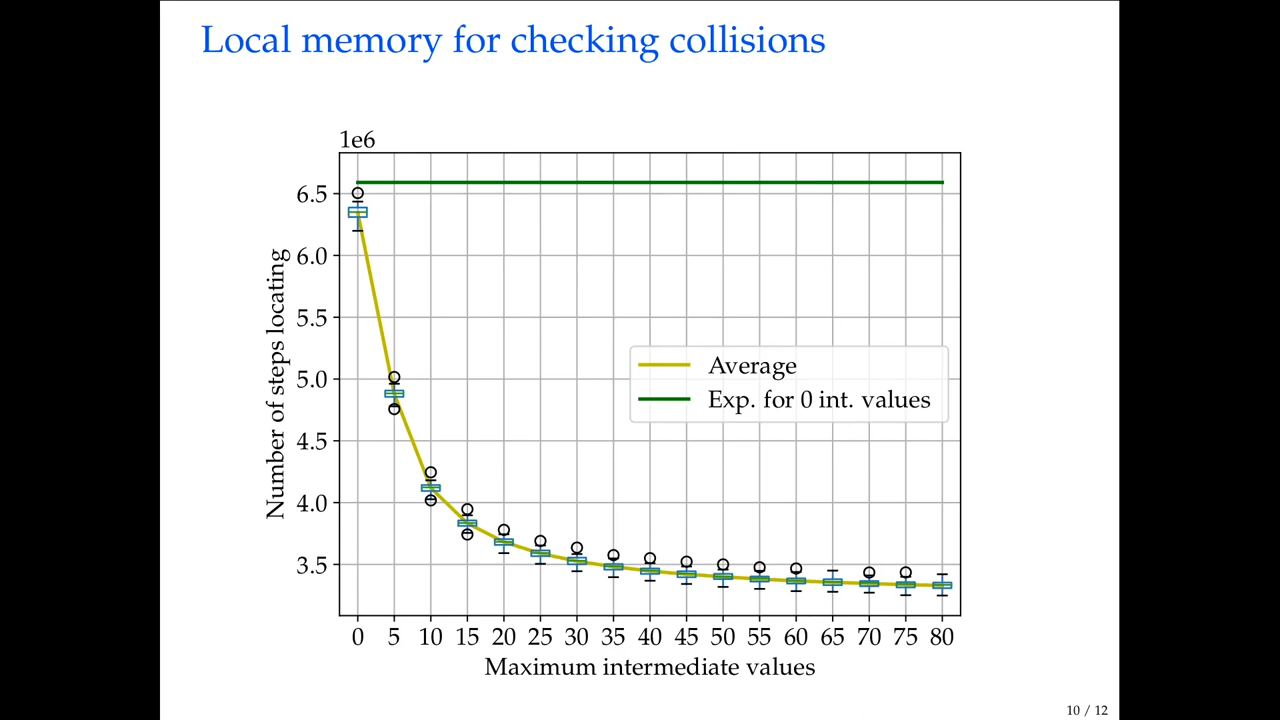 Local memory for checking collisions
1e6
6.5
6.0
5.5
5.0
4.5
4.0
3.5
Number of steps locating
Average
Exp. for 0 int. values
0 5 10 15 20 25 30 35 40 45 50 55 60 65 70 75 80
Maximum intermediate values
10 / 12